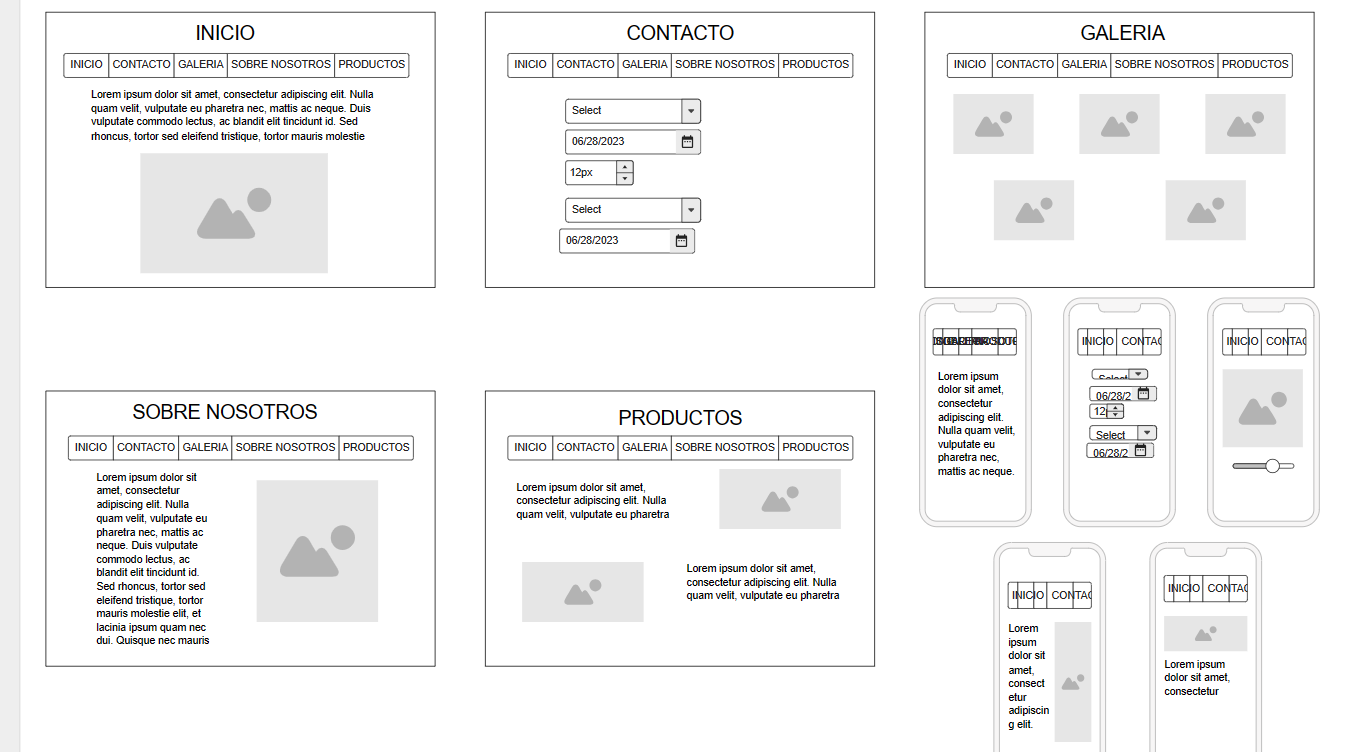 INICIO
INICIO CONTACTO GALERIA SOBRE NOSOTROS PRODUCTOS
Lorem ipsum dolor sit amet, consectetur adipiscing elit. Nulla
quam velit, vulputate eu pharetra nec, mattis ac neque. Duis
vulputate commodo lectus, ac blandit elit tincidunt id. Sed
rhoncus, tortor sed eleifend tristique, tortor mauris molestie
CONTACTO
INICIO CONTACTO GALERIA SOBRE NOSOTROS PRODUCTOS
Select
06/28/2023
12px
Select
06/28/2023
GALERIA
INICIO CONTACTO GALERIA SOBRE NOSOTROS PRODUCTOS
SOBRE NOSOTROS
INICIO CONTACTO GALERIA SOBRE NOSOTROS PRODUCTOS
Lorem ipsum dolor sit
amet, consectetur
adipiscing elit. Nulla
quam velit, vulputate eu
pharetra nec, mattis ac
neque. Duis vulputate
commodo lectus, ac
blandit elit tincidunt id.
Sed rhoncus, tortor sed
eleifend tristique, tortor
mauris molestie elit, et
lacinia ipsum quam nec
dui. Quisque nec mauris
PRODUCTOS
INICIO CONTACTO GALERIA SOBRE NOSOTROS PRODUCTOS
Lorem ipsum dolor sit amet,
consectetur adipiscing elit. Nulla
quam velit, vulputate eu pharetra
Lorem ipsum dolor sit amet,
consectetur adipiscing elit. Nulla
quam velit, vulputate eu pharetra
Lorem ipsum
dolor sit amet,
consectetur
adipiscing elit.
Nulla quam velit,
vulputate eu
pharetra nec,
mattis ac neque.
INICIO CONTAC
Select
06/28/2
12
Select
06/28/2
INICIO CONTAC
INICIO CONTAC
Lorem
ipsum
dolor sit
amet,
consect
etur
adipiscin
g elit.
INICIO CONTAC
Lorem ipsum
dolor sit amet,
consectetur